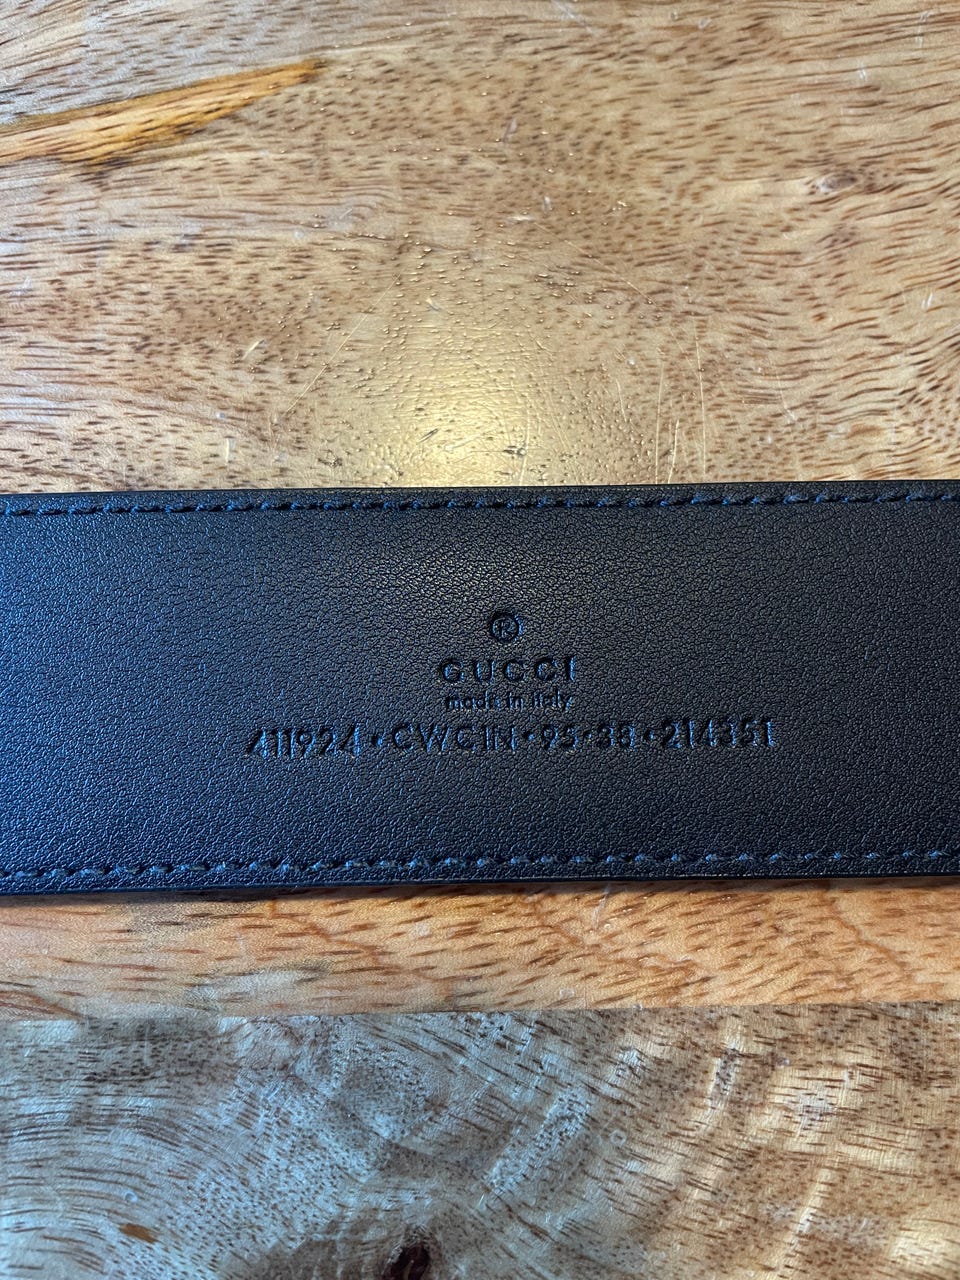 ®
GUCCI
made in italy
411924·CWC1N·95·38·214351